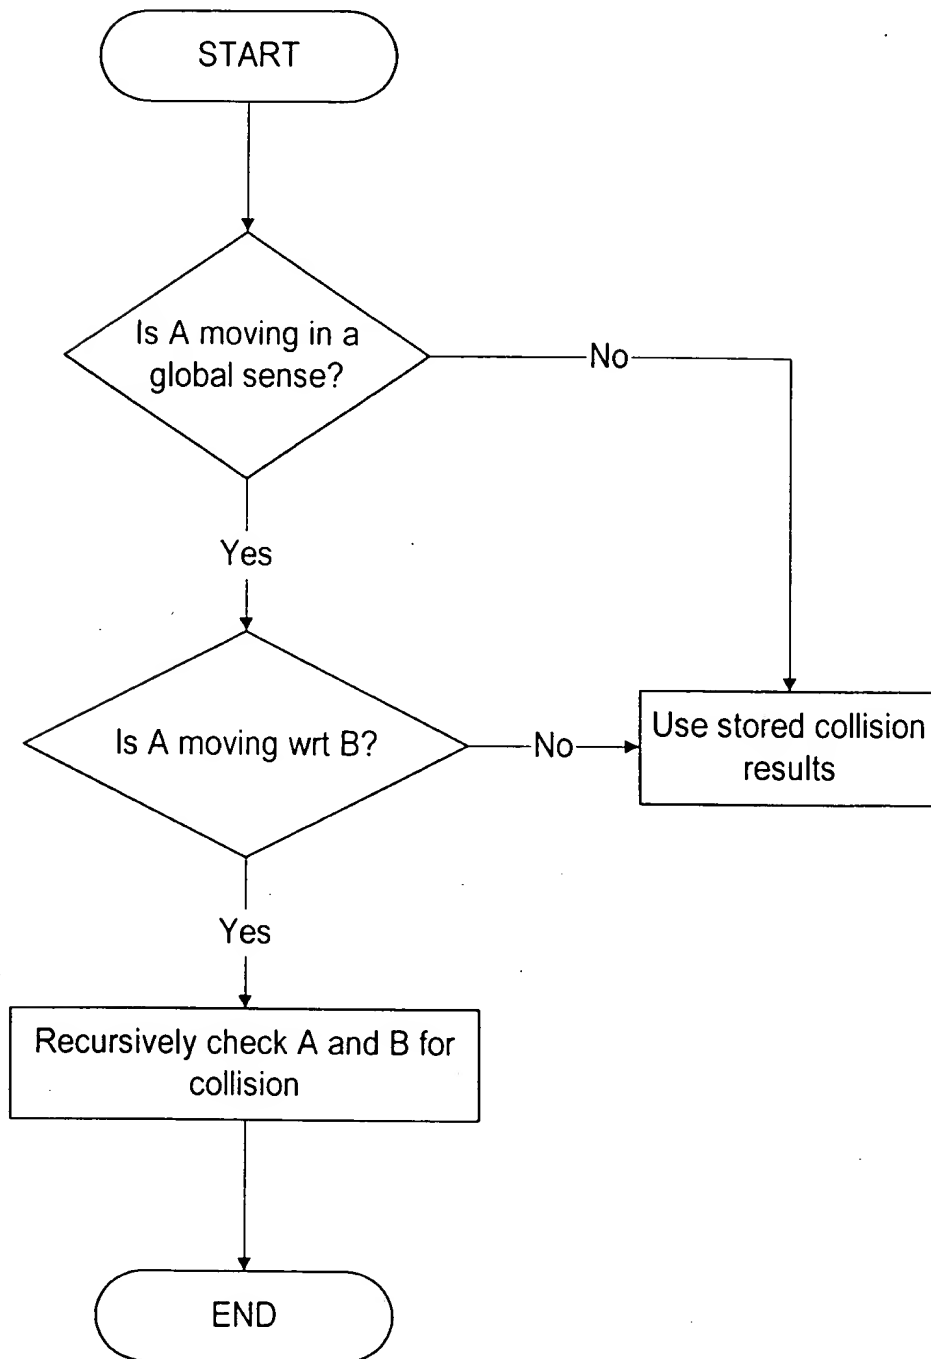 START
Is A moving in a
global sense?
No
Yes
Is A moving wrt B?
No
Use stored collision
results
Yes
Recursively check A and B for
collision
END